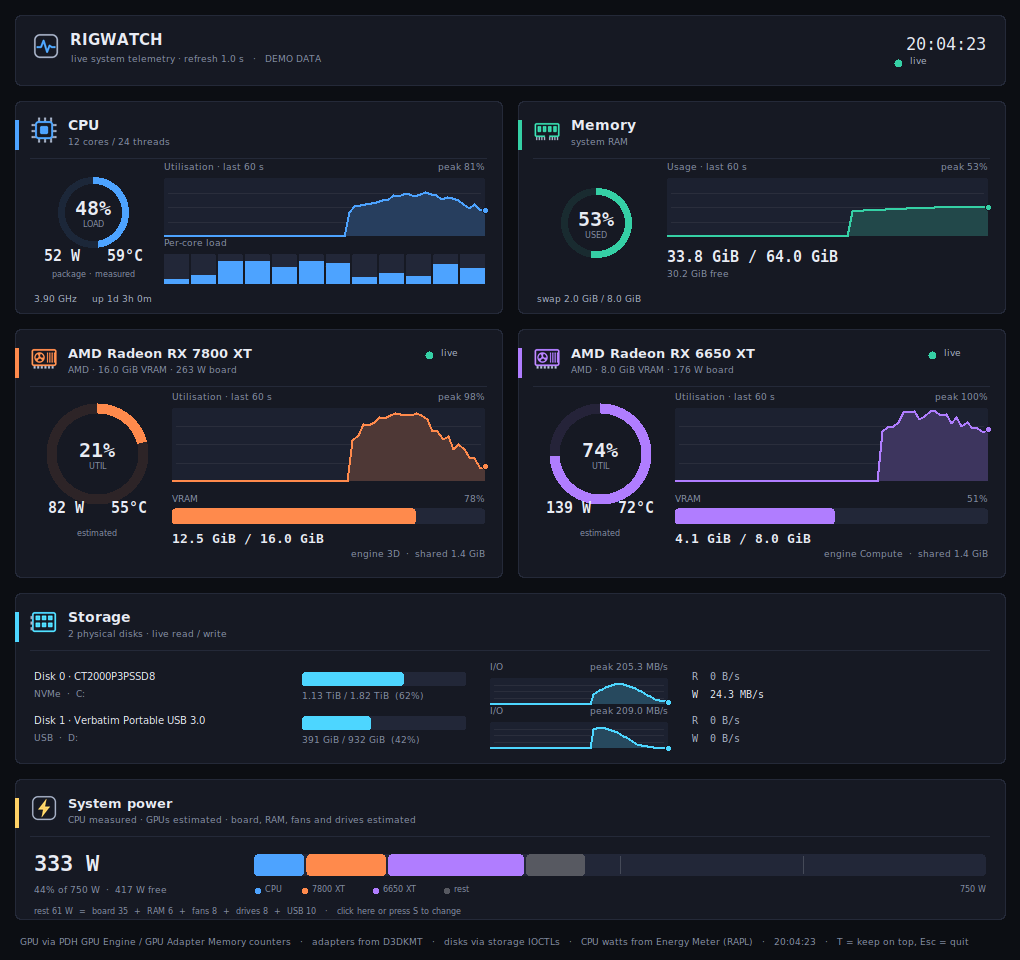 RIGWATCH
live system telemetry · refresh 1.0 s · DEMO DATA
20:04:23
live
CPU
12 cores / 24 threads
Utilisation · last 60 s peak 81%
48%
LOAD
52 W 59°C
package · measured
Per-core load
3.90 GHz up 1d 3h 0m
Memory
system RAM
Usage · last 60 s peak 53%
53%
USED
33.8 GiB / 64.0 GiB
30.2 GiB free
swap 2.0 GiB / 8.0 GiB
AMD Radeon RX 7800 XT
live
AMD · 16.0 GiB VRAM · 263 W board
Utilisation · last 60 s peak 98%
21%
UTIL
82 W 55°C
estimated
VRAM 78%
12.5 GiB / 16.0 GiB
engine 3D · shared 1.4 GiB
AMD Radeon RX 6650 XT
live
AMD · 8.0 GiB VRAM · 176 W board
Utilisation · last 60 s peak 100%
74%
UTIL
139 W 72°C
estimated
VRAM 51%
4.1 GiB / 8.0 GiB
engine Compute · shared 1.4 GiB
Storage
2 physical disks · live read / write
Disk 0 · CT2000P3PSSD8
NVMe · C:
1.13 TiB / 1.82 TiB (62%)
I/O peak 205.3 MB/s
R 0 B/s
W 24.3 MB/s
Disk 1 · Verbatim Portable USB 3.0
USB · D:
391 GiB / 932 GiB (42%)
I/O peak 209.0 MB/s
R 0 B/s
W 0 B/s
System power
CPU measured · GPUs estimated · board, RAM, fans and drives estimated
333 W
44% of 750 W · 417 W free
CPU 7800 XT 6650 XT rest 750 W
rest 61 W = board 35 + RAM 6 + fans 8 + drives 8 + USB 10 · click here or press S to change
GPU via PDH GPU Engine / GPU Adapter Memory counters · adapters from D3DKMT · disks via storage IOCTLs · CPU watts from Energy Meter (RAPL) · 20:04:23 · T = keep on top, Esc = quit